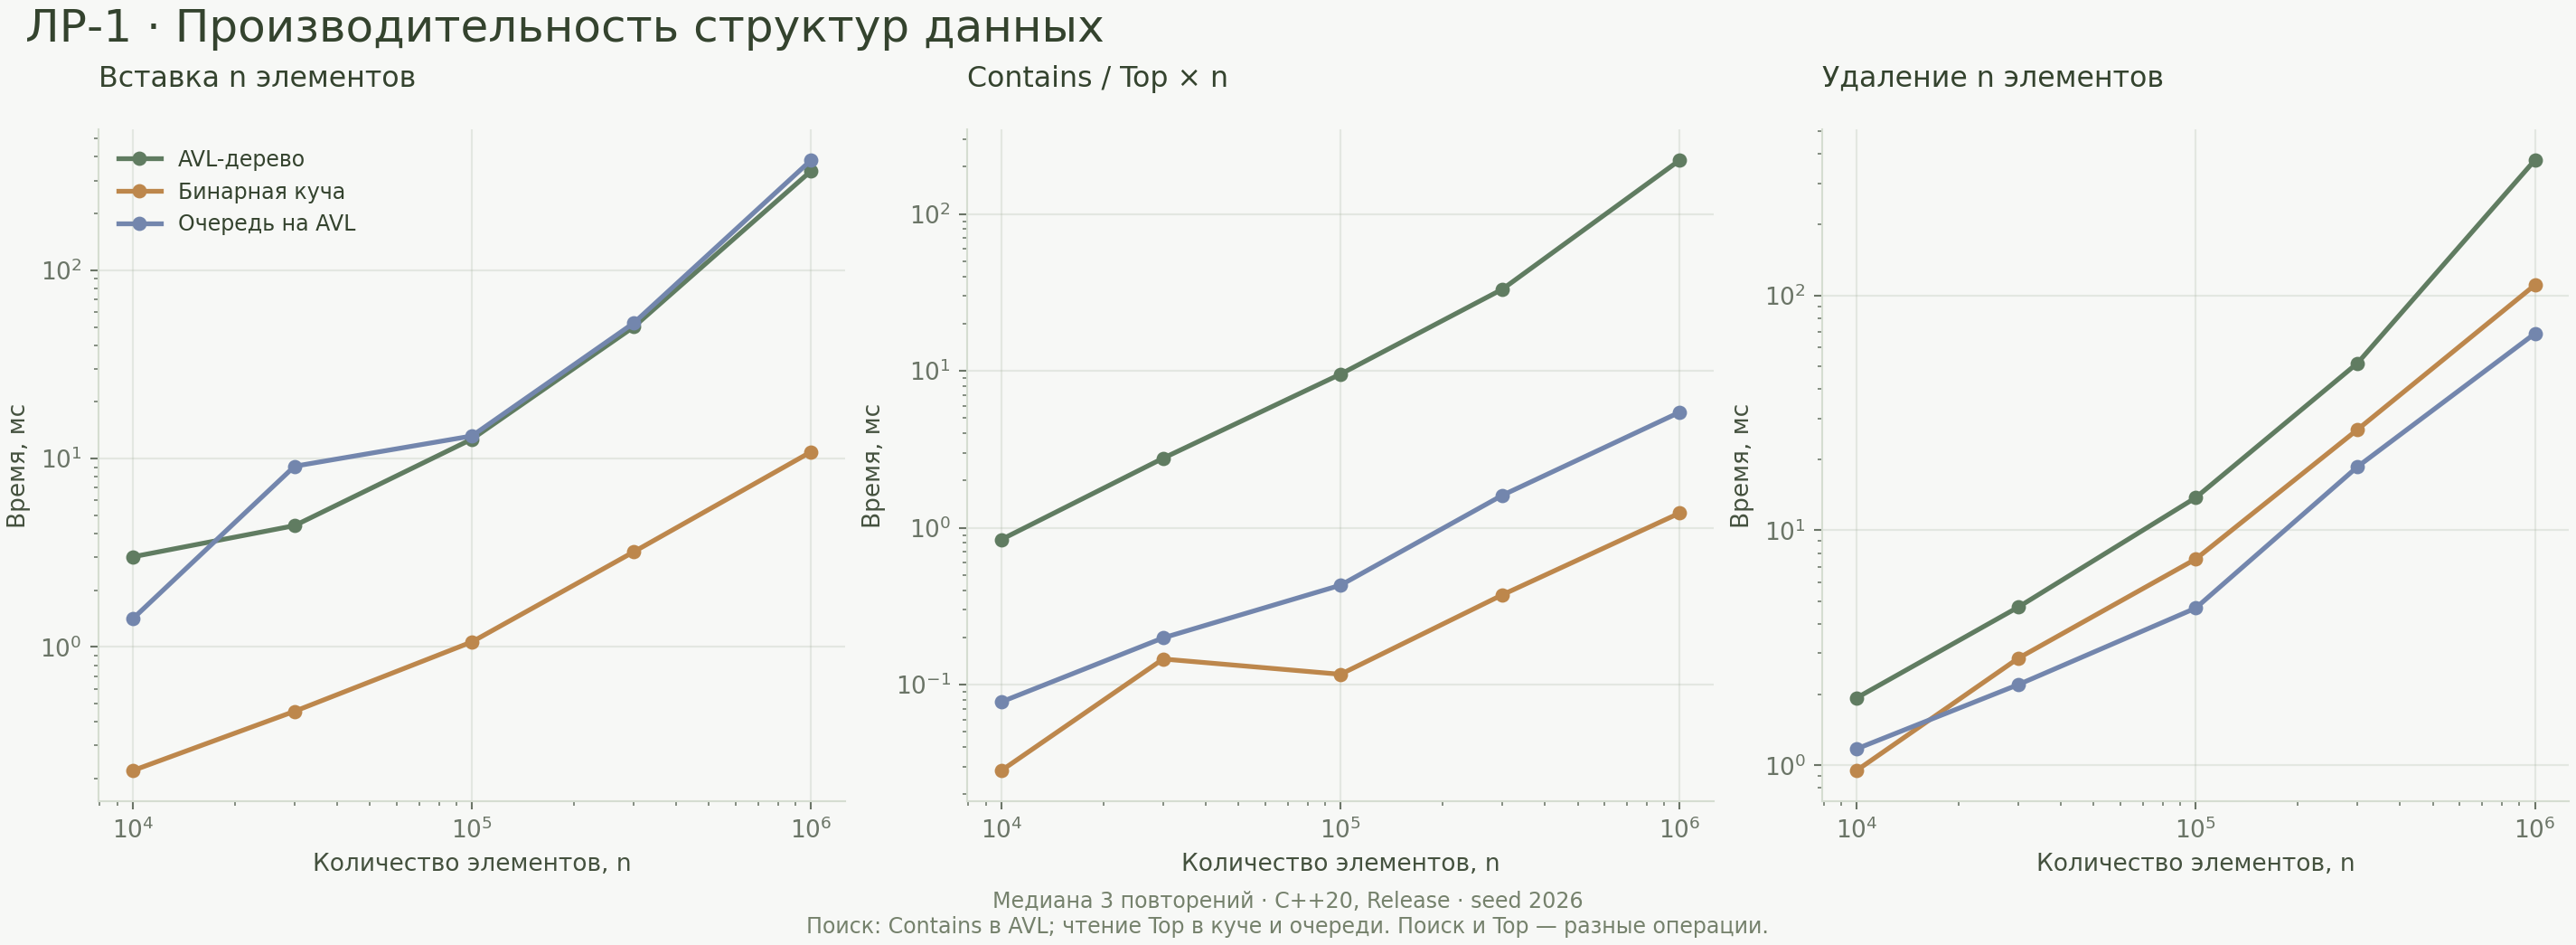 ЛР-1 · Производительность структур данных
Вставка n элементов
AVL-дерево
Бинарная куча
Очередь на AVL
Время, мс
10²
10¹
10⁰
10⁴ 10⁵ 10⁶
Количество элементов, n
Contains / Top × n
Время, мс
10²
10¹
10⁰
10⁻¹
10⁴ 10⁵ 10⁶
Количество элементов, n
Удаление n элементов
Время, мс
10²
10¹
10⁰
10⁴ 10⁵ 10⁶
Количество элементов, n
Медиана 3 повторений · C++20, Release · seed 2026
Поиск: Contains в AVL; чтение Top в куче и очереди. Поиск и Top — разные операции.